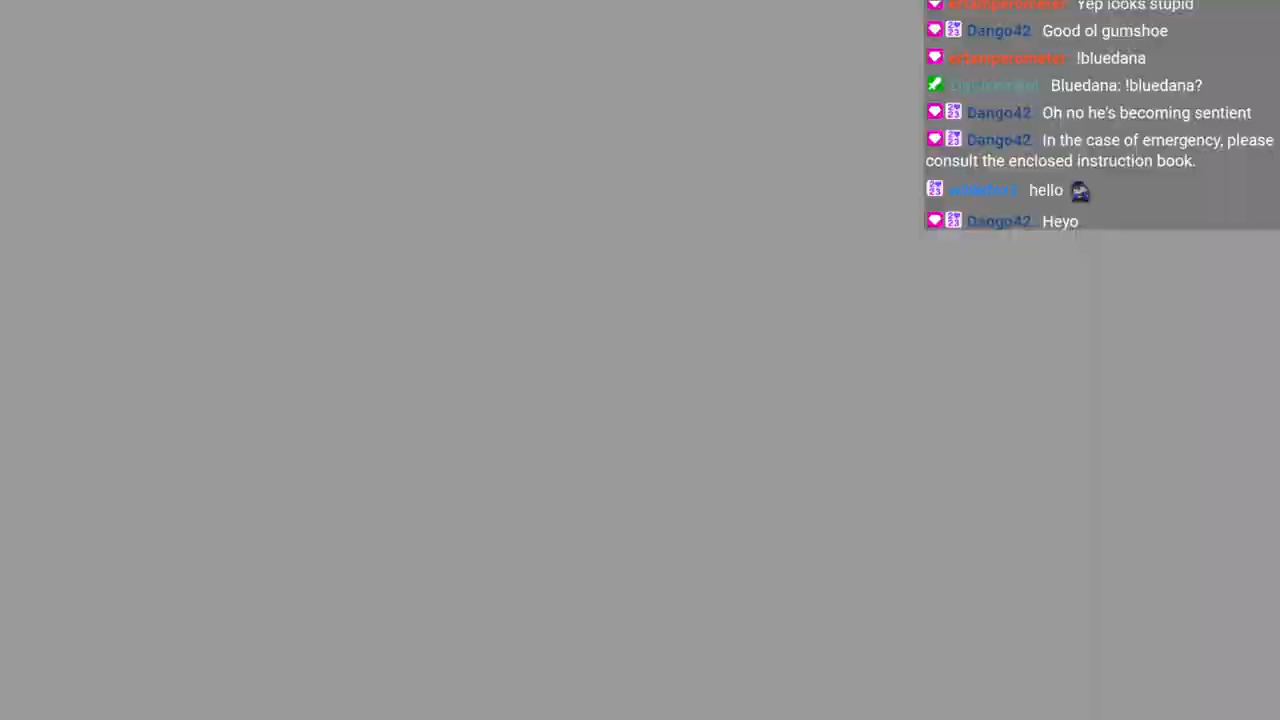 Yep looks stupid
Dango42 Good ol gumshoe
!bluedana
Bluedana: !bluedana?
Dango42 Oh no he's becoming sentient
Dango42 In the case of emergency, please
consult the enclosed instruction book.
hello
Dango42 Heyo